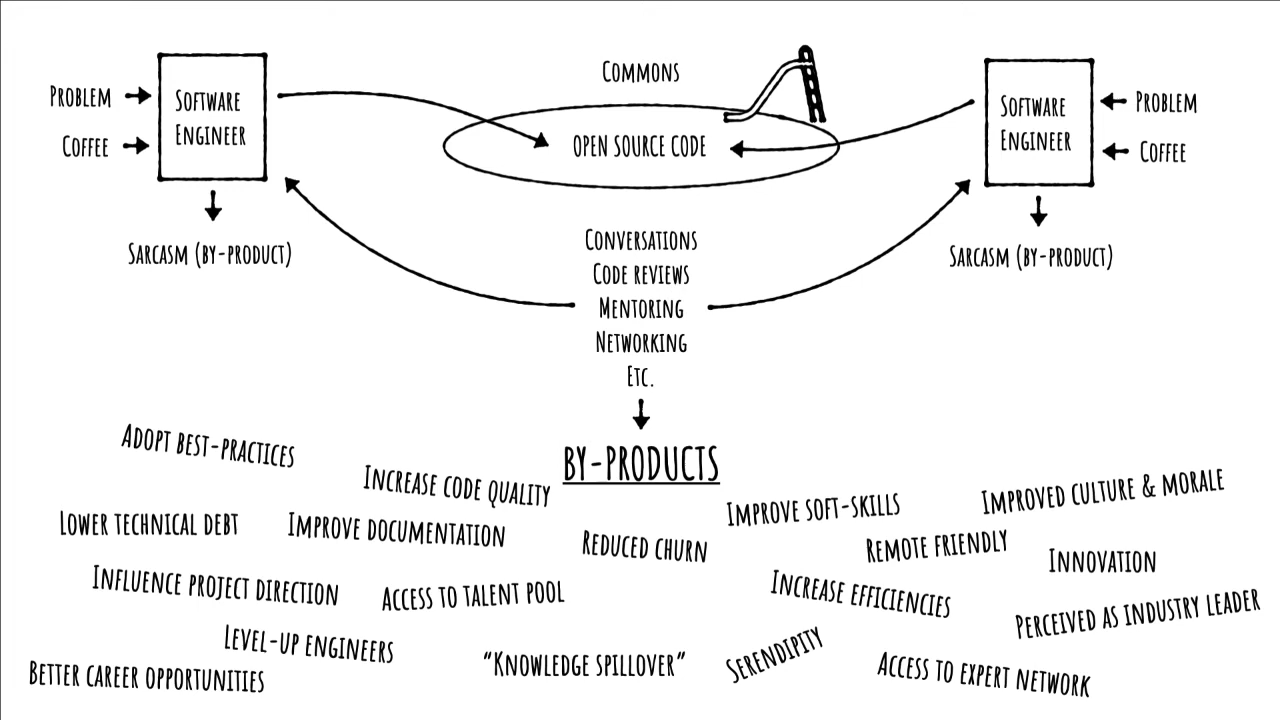 COMMONS
PROBLEM
COFFEE
SOFTWARE
ENGINEER
OPEN SOURCE CODE
SOFTWARE
ENGINEER
PROBLEM
COFFEE
SARCASM (BY-PRODUCT)
SARCASM (BY-PRODUCT)
CONVERSATIONS
CODE REVIEWS
MENTORING
NETWORKING
ETC.
BY-PRODUCTS
ADOPT BEST-PRACTICES
INCREASE CODE QUALITY
IMPROVE SOFT-SKILLS
IMPROVED CULTURE & MORALE
LOWER TECHNICAL DEBT
IMPROVE DOCUMENTATION
REDUCED CHURN
REMOTE FRIENDLY
INNOVATION
INFLUENCE PROJECT DIRECTION
ACCESS TO TALENT POOL
INCREASE EFFICIENCIES
PERCEIVED AS INDUSTRY LEADER
LEVEL-UP ENGINEERS
"KNOWLEDGE SPILLOVER"
SERENDIPITY
BETTER CAREER OPPORTUNITIES
ACCESS TO EXPERT NETWORK